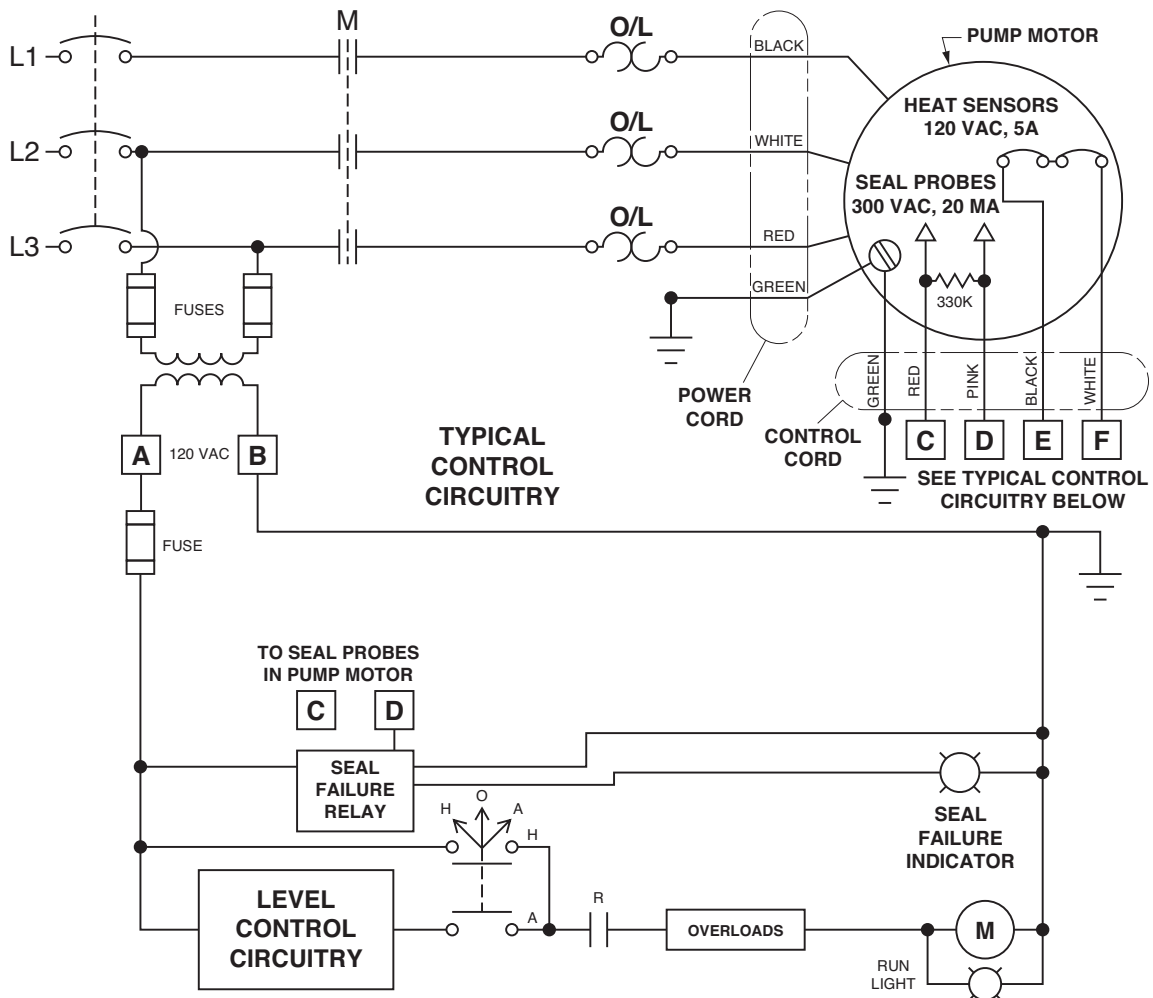 M
O/L
PUMP MOTOR
L1
BLACK
HEAT SENSORS
120 VAC, 5A
O/L
L2
WHITE
SEAL PROBES
300 VAC, 20 MA
O/L
L3
RED
GREEN
330K
FUSES
GREEN
RED
PINK
BLACK
WHITE
POWER
CORD
CONTROL
CORD
A
120 VAC
B
TYPICAL
CONTROL
CIRCUITRY
C
D
E
F
SEE TYPICAL CONTROL
CIRCUITRY BELOW
FUSE
TO SEAL PROBES
IN PUMP MOTOR
C
D
SEAL
FAILURE
RELAY
H
O
A
H
SEAL
FAILURE
INDICATOR
LEVEL
CONTROL
CIRCUITRY
A
R
OVERLOADS
M
RUN
LIGHT